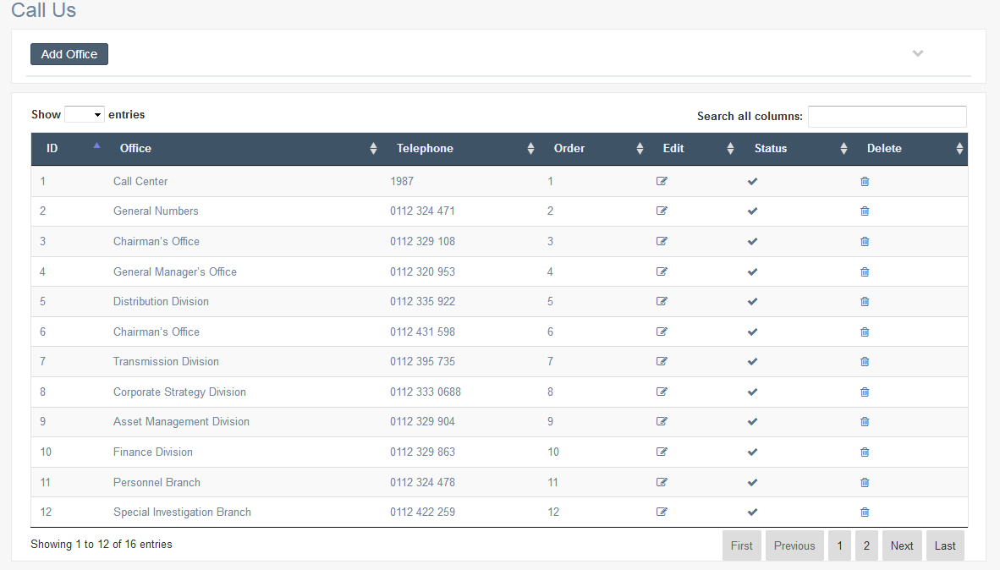 Call Us
Add Office
Show entries
Search all columns:
ID Office Telephone Order Edit Status Delete
1 Call Center 1987 1
2 General Numbers 0112 324 471 2
3 Chairman's Office 0112 329 108 3
4 General Manager's Office 0112 320 953 4
5 Distribution Division 0112 335 922 5
6 Chairman's Office 0112 431 598 6
7 Transmission Division 0112 395 735 7
8 Corporate Strategy Division 0112 333 0688 8
9 Asset Management Division 0112 329 904 9
10 Finance Division 0112 329 863 10
11 Personnel Branch 0112 324 478 11
12 Special Investigation Branch 0112 422 259 12
Showing 1 to 12 of 16 entries
First Previous 1 2 Next Last